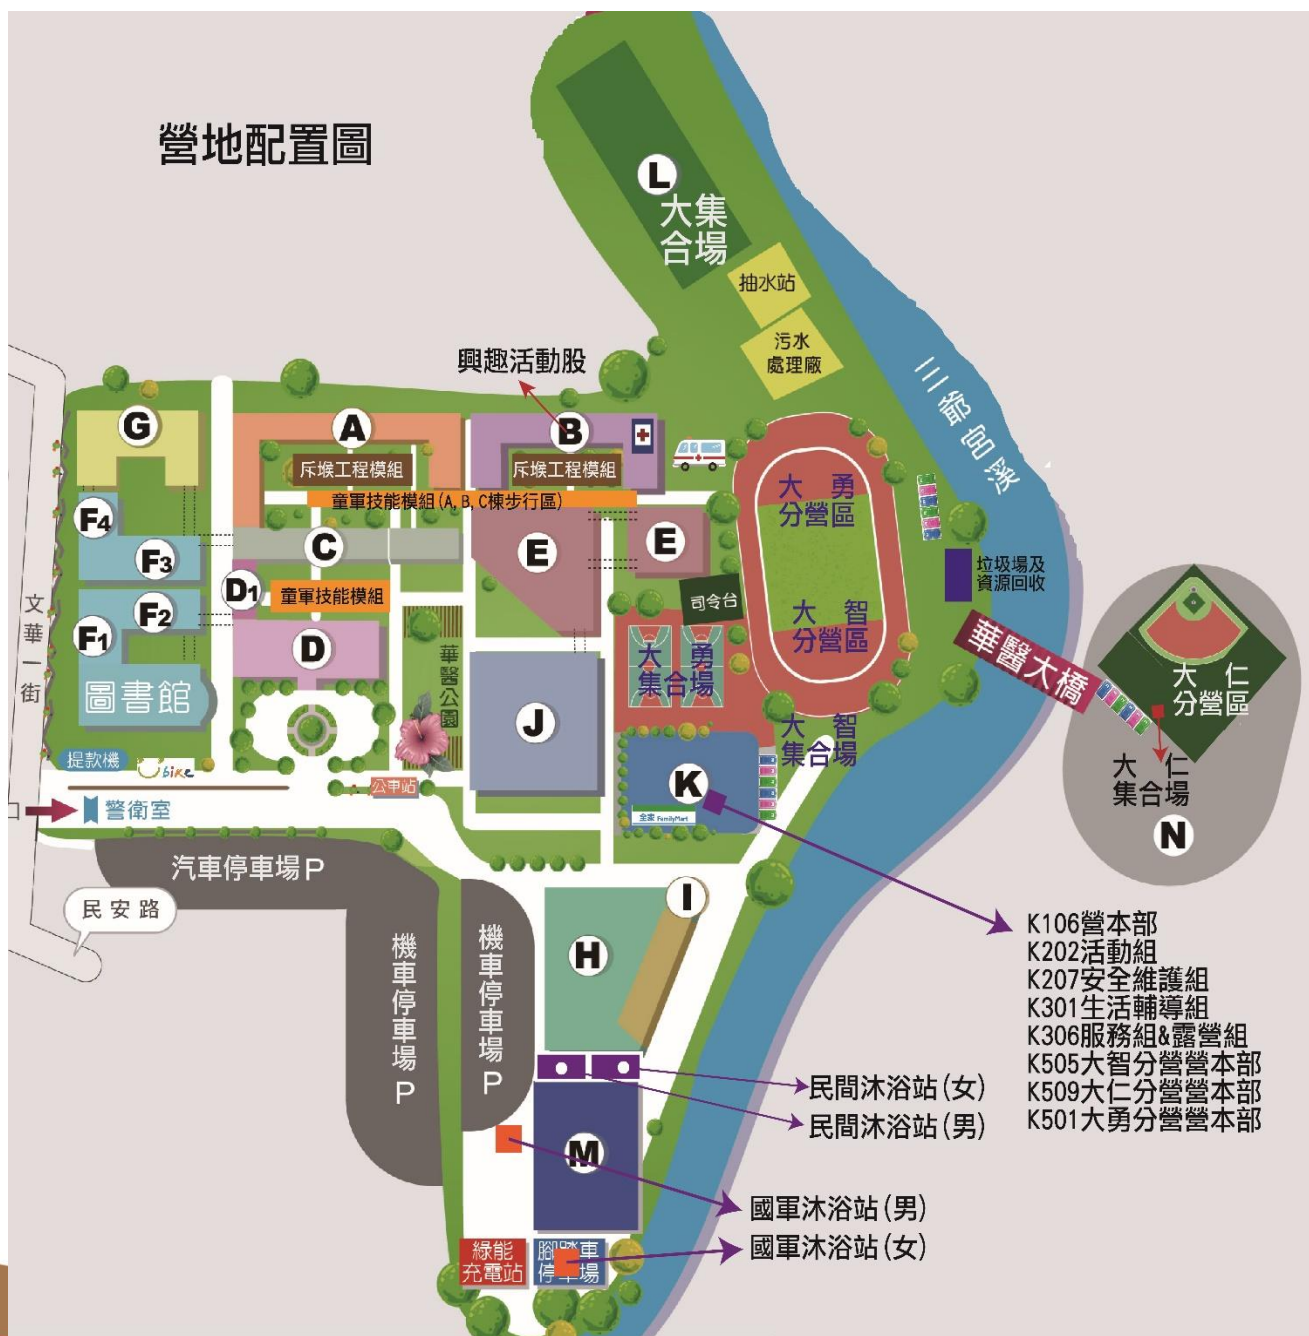 營地配置圖
L
大集
合場
抽水站
污水
處理廠
三爺宮溪
興趣活動股
G
A
B
斥堠工程模組
斥堠工程模組
童軍技能模組(A,B,C棟步行區)
大 勇
分營區
F4
F3
C
E
E
D1
童軍技能模組
司令台
垃圾場及
資源回收
文華一街
F2
F1
D
華醫公園
大 勇
集合場
大 智
分營區
華醫大橋
大 仁
分營區
圖書館
J
大 智
集合場
大 仁
集合場
N
提款機
Ubike
公車站
K
全家 FamilyMart
口
警衛室
汽車停車場P
民安路
機車停車場P
機車停車場P
H
I
K106營本部
K202活動組
K207安全維護組
K301生活輔導組
K306服務組&露營組
K505大智分營營本部
K509大仁分營營本部
K501大勇分營營本部
民間沐浴站(女)
民間沐浴站(男)
M
國軍沐浴站(男)
國軍沐浴站(女)
綠能
充電站
腳踏車
停車場